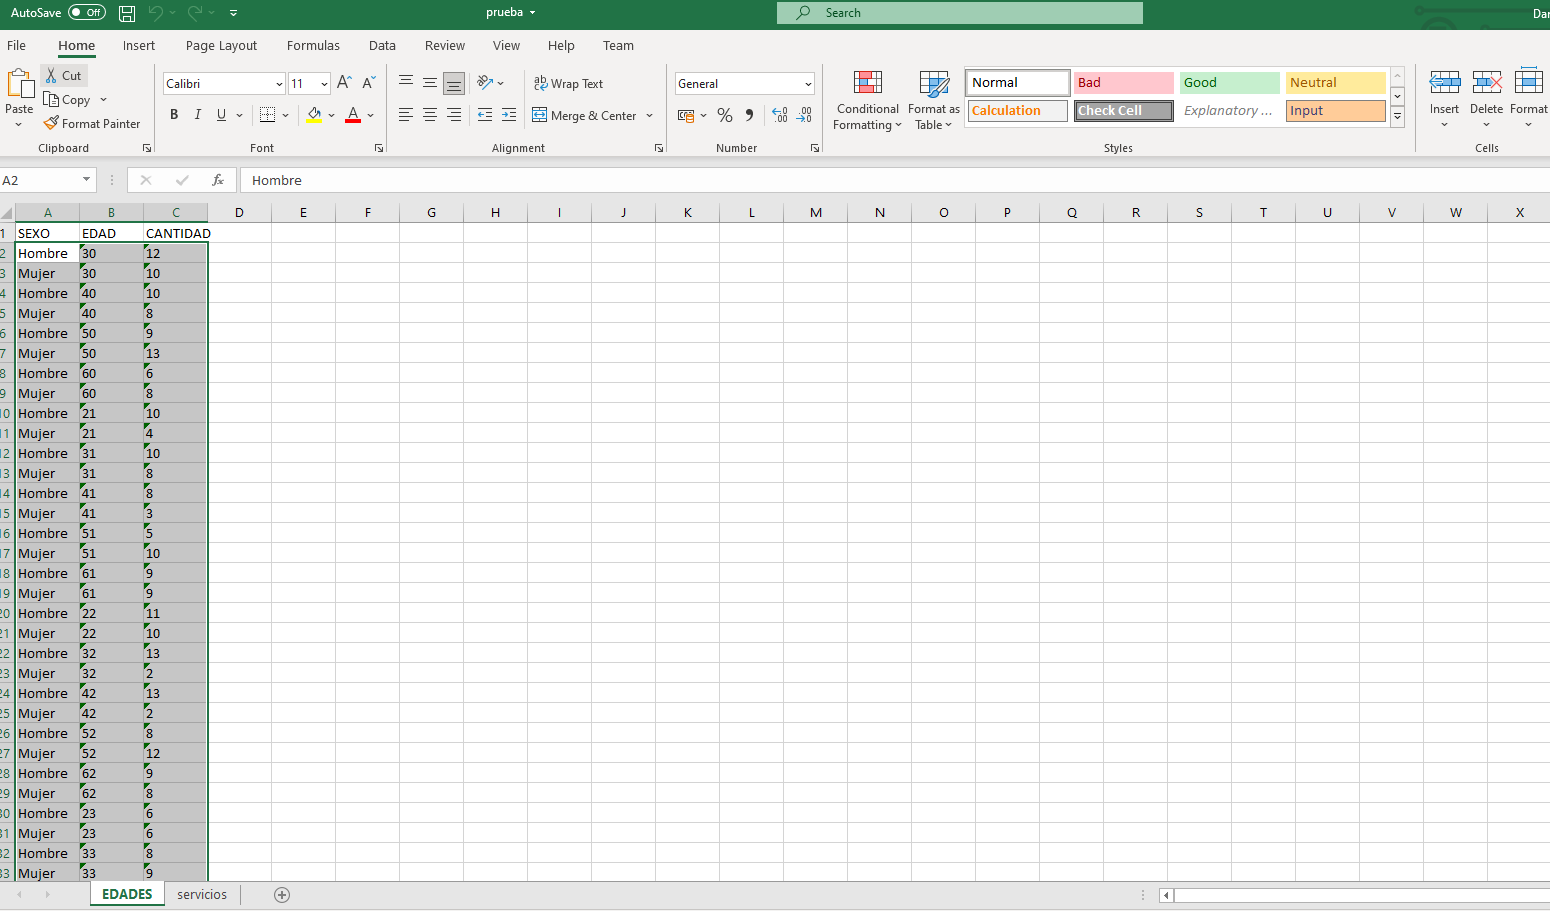 AutoSave Off prueba Search Dar
File Home Insert Page Layout Formulas Data Review View Help Team
Paste Cut Copy Format Painter Clipboard
Calibri 11 B I U Font
Wrap Text Merge & Center Alignment
General % 9 Number
Conditional Formatting Format as Table
Normal Bad Good Neutral
Calculation Check Cell Explanatory ... Input
Styles
Insert Delete Format Cells
A2 fx Hombre
A B C D E F G H I J K L M N O P Q R S T U V W X
1 SEXO EDAD CANTIDAD
2 Hombre 30 12
3 Mujer 30 10
4 Hombre 40 10
5 Mujer 40 8
6 Hombre 50 9
7 Mujer 50 13
8 Hombre 60 6
9 Mujer 60 8
10 Hombre 21 10
11 Mujer 21 4
12 Hombre 31 10
13 Mujer 31 8
14 Hombre 41 8
15 Mujer 41 3
16 Hombre 51 5
17 Mujer 51 10
18 Hombre 61 9
19 Mujer 61 9
20 Hombre 22 11
21 Mujer 22 10
22 Hombre 32 13
23 Mujer 32 2
24 Hombre 42 13
25 Mujer 42 2
26 Hombre 52 8
27 Mujer 52 12
28 Hombre 62 9
29 Mujer 62 8
30 Hombre 23 6
31 Mujer 23 6
32 Hombre 33 8
33 Mujer 33 9
EDADES servicios